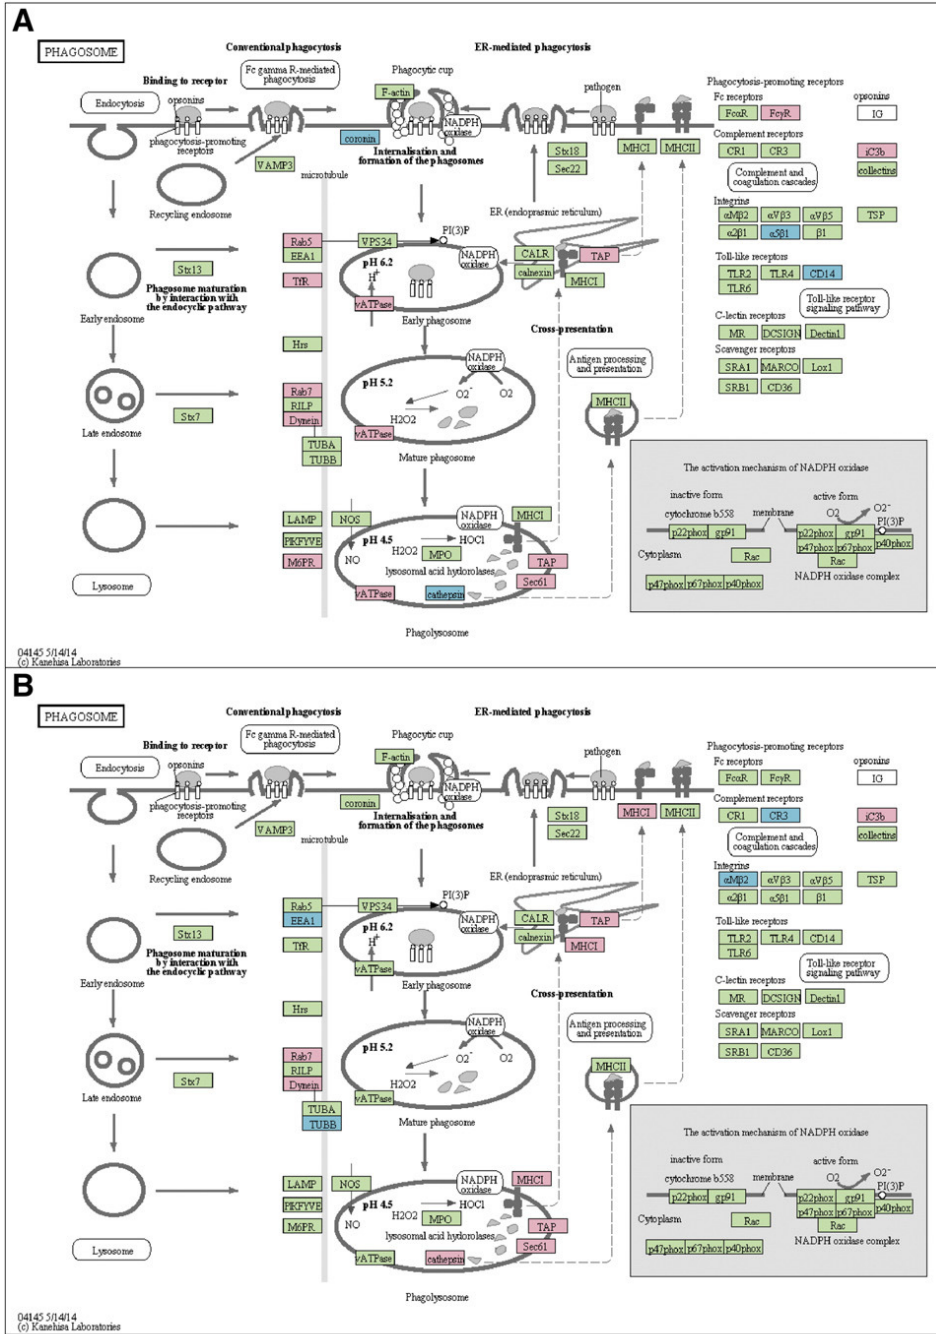 A
PHAGOSOME
Conventional phagocytosis
ER-mediated phagocytosis
Binding to receptor
Fc gamma R-mediated
phagocytosis
Phagocytic cup
Phagocytosis-promoting receptors
Fc receptors
opsonins
Endocytosis
opsonins
F-actin
pathogen
FcαR
FcγR
IG
NADPH
oxidase
Complement receptors
phagocytosis-promoting
receptors
coronin
Internalisation and
formation of the phagosomes
Stx18
Sec22
MHCI
MHCII
CR1
CR3
iC3b
collectins
VAMP3
microtubule
Complement and
coagulation cascades
Recycling endosome
ER (endoprasmic reticulum)
Integrins
αMβ2
αVβ3
αVβ5
TSP
α2β1
α5β1
β1
Rab5
EEA1
VPS34
PI(3)P
NADPH
oxidase
CALR
calnexin
TAP
MHCI
Stx13
TfR
pH 6.2
H+
vATPase
Toll-like receptors
TLR2
TLR4
CD14
TLR6
Toll-like receptor
signaling pathway
Phagosome maturation
by interaction with
the endocyclic pathway
Early endosome
Early phagosome
Cross-presentation
C-lectin receptors
MR
DCSIGN
Dectin1
Hrs
Scavenger receptors
SRA1
MARCO
Lox1
SRB1
CD36
NADPH
oxidase
Antigen processing
and presentation
pH 5.2
O2-
O2
H2O2
vATPase
MHCII
Rab7
RILP
Dynein
Stx7
Late endosome
TUBA
TUBB
Mature phagosome
The activation mechanism of NADPH oxidase
inactive form
active form
cytochrome b558
membrane
O2
O2-
PI(3)P
p22phox
gp91
p22phox
gp91
p47phox
p67phox
p40phox
Cytoplasm
Rac
Rac
p47phox
p67phox
p40phox
NADPH oxidase complex
LAMP
PIKFYVE
M6PR
NOS
NO
pH 4.5
NADPH
oxidase
MHCI
H2O2
HOCl
MPO
lysosomal acid hydorolases
TAP
Sec61
vATPase
cathepsin
Lysosome
Phagolysosome
04145 5/14/14
(c) Kanehisa Laboratories
B
PHAGOSOME
Conventional phagocytosis
ER-mediated phagocytosis
Binding to receptor
Fc gamma R-mediated
phagocytosis
Phagocytic cup
Phagocytosis-promoting receptors
Fc receptors
opsonins
Endocytosis
opsonins
F-actin
pathogen
FcαR
FcγR
IG
NADPH
oxidase
Complement receptors
phagocytosis-promoting
receptors
coronin
Internalisation and
formation of the phagosomes
Stx18
Sec22
MHCI
MHCII
CR1
CR3
iC3b
collectins
VAMP3
microtubule
Complement and
coagulation cascades
Recycling endosome
ER (endoprasmic reticulum)
Integrins
αMβ2
αVβ3
αVβ5
TSP
α2β1
α5β1
β1
Rab5
EEA1
VPS34
PI(3)P
NADPH
oxidase
CALR
calnexin
TAP
MHCI
Stx13
TfR
pH 6.2
H+
vATPase
Toll-like receptors
TLR2
TLR4
CD14
TLR6
Toll-like receptor
signaling pathway
Phagosome maturation
by interaction with
the endocyclic pathway
Early endosome
Early phagosome
Cross-presentation
C-lectin receptors
MR
DCSIGN
Dectin1
Hrs
Scavenger receptors
SRA1
MARCO
Lox1
SRB1
CD36
NADPH
oxidase
Antigen processing
and presentation
pH 5.2
O2-
O2
H2O2
vATPase
MHCII
Rab7
RILP
Dynein
Stx7
Late endosome
TUBA
TUBB
Mature phagosome
The activation mechanism of NADPH oxidase
inactive form
active form
cytochrome b558
membrane
O2
O2-
PI(3)P
p22phox
gp91
p22phox
gp91
p47phox
p67phox
p40phox
Cytoplasm
Rac
Rac
p47phox
p67phox
p40phox
NADPH oxidase complex
LAMP
PIKFYVE
M6PR
NOS
NO
pH 4.5
NADPH
oxidase
MHCI
H2O2
HOCl
MPO
lysosomal acid hydorolases
TAP
Sec61
vATPase
cathepsin
Lysosome
Phagolysosome
04145 5/14/14
(c) Kanehisa Laboratories